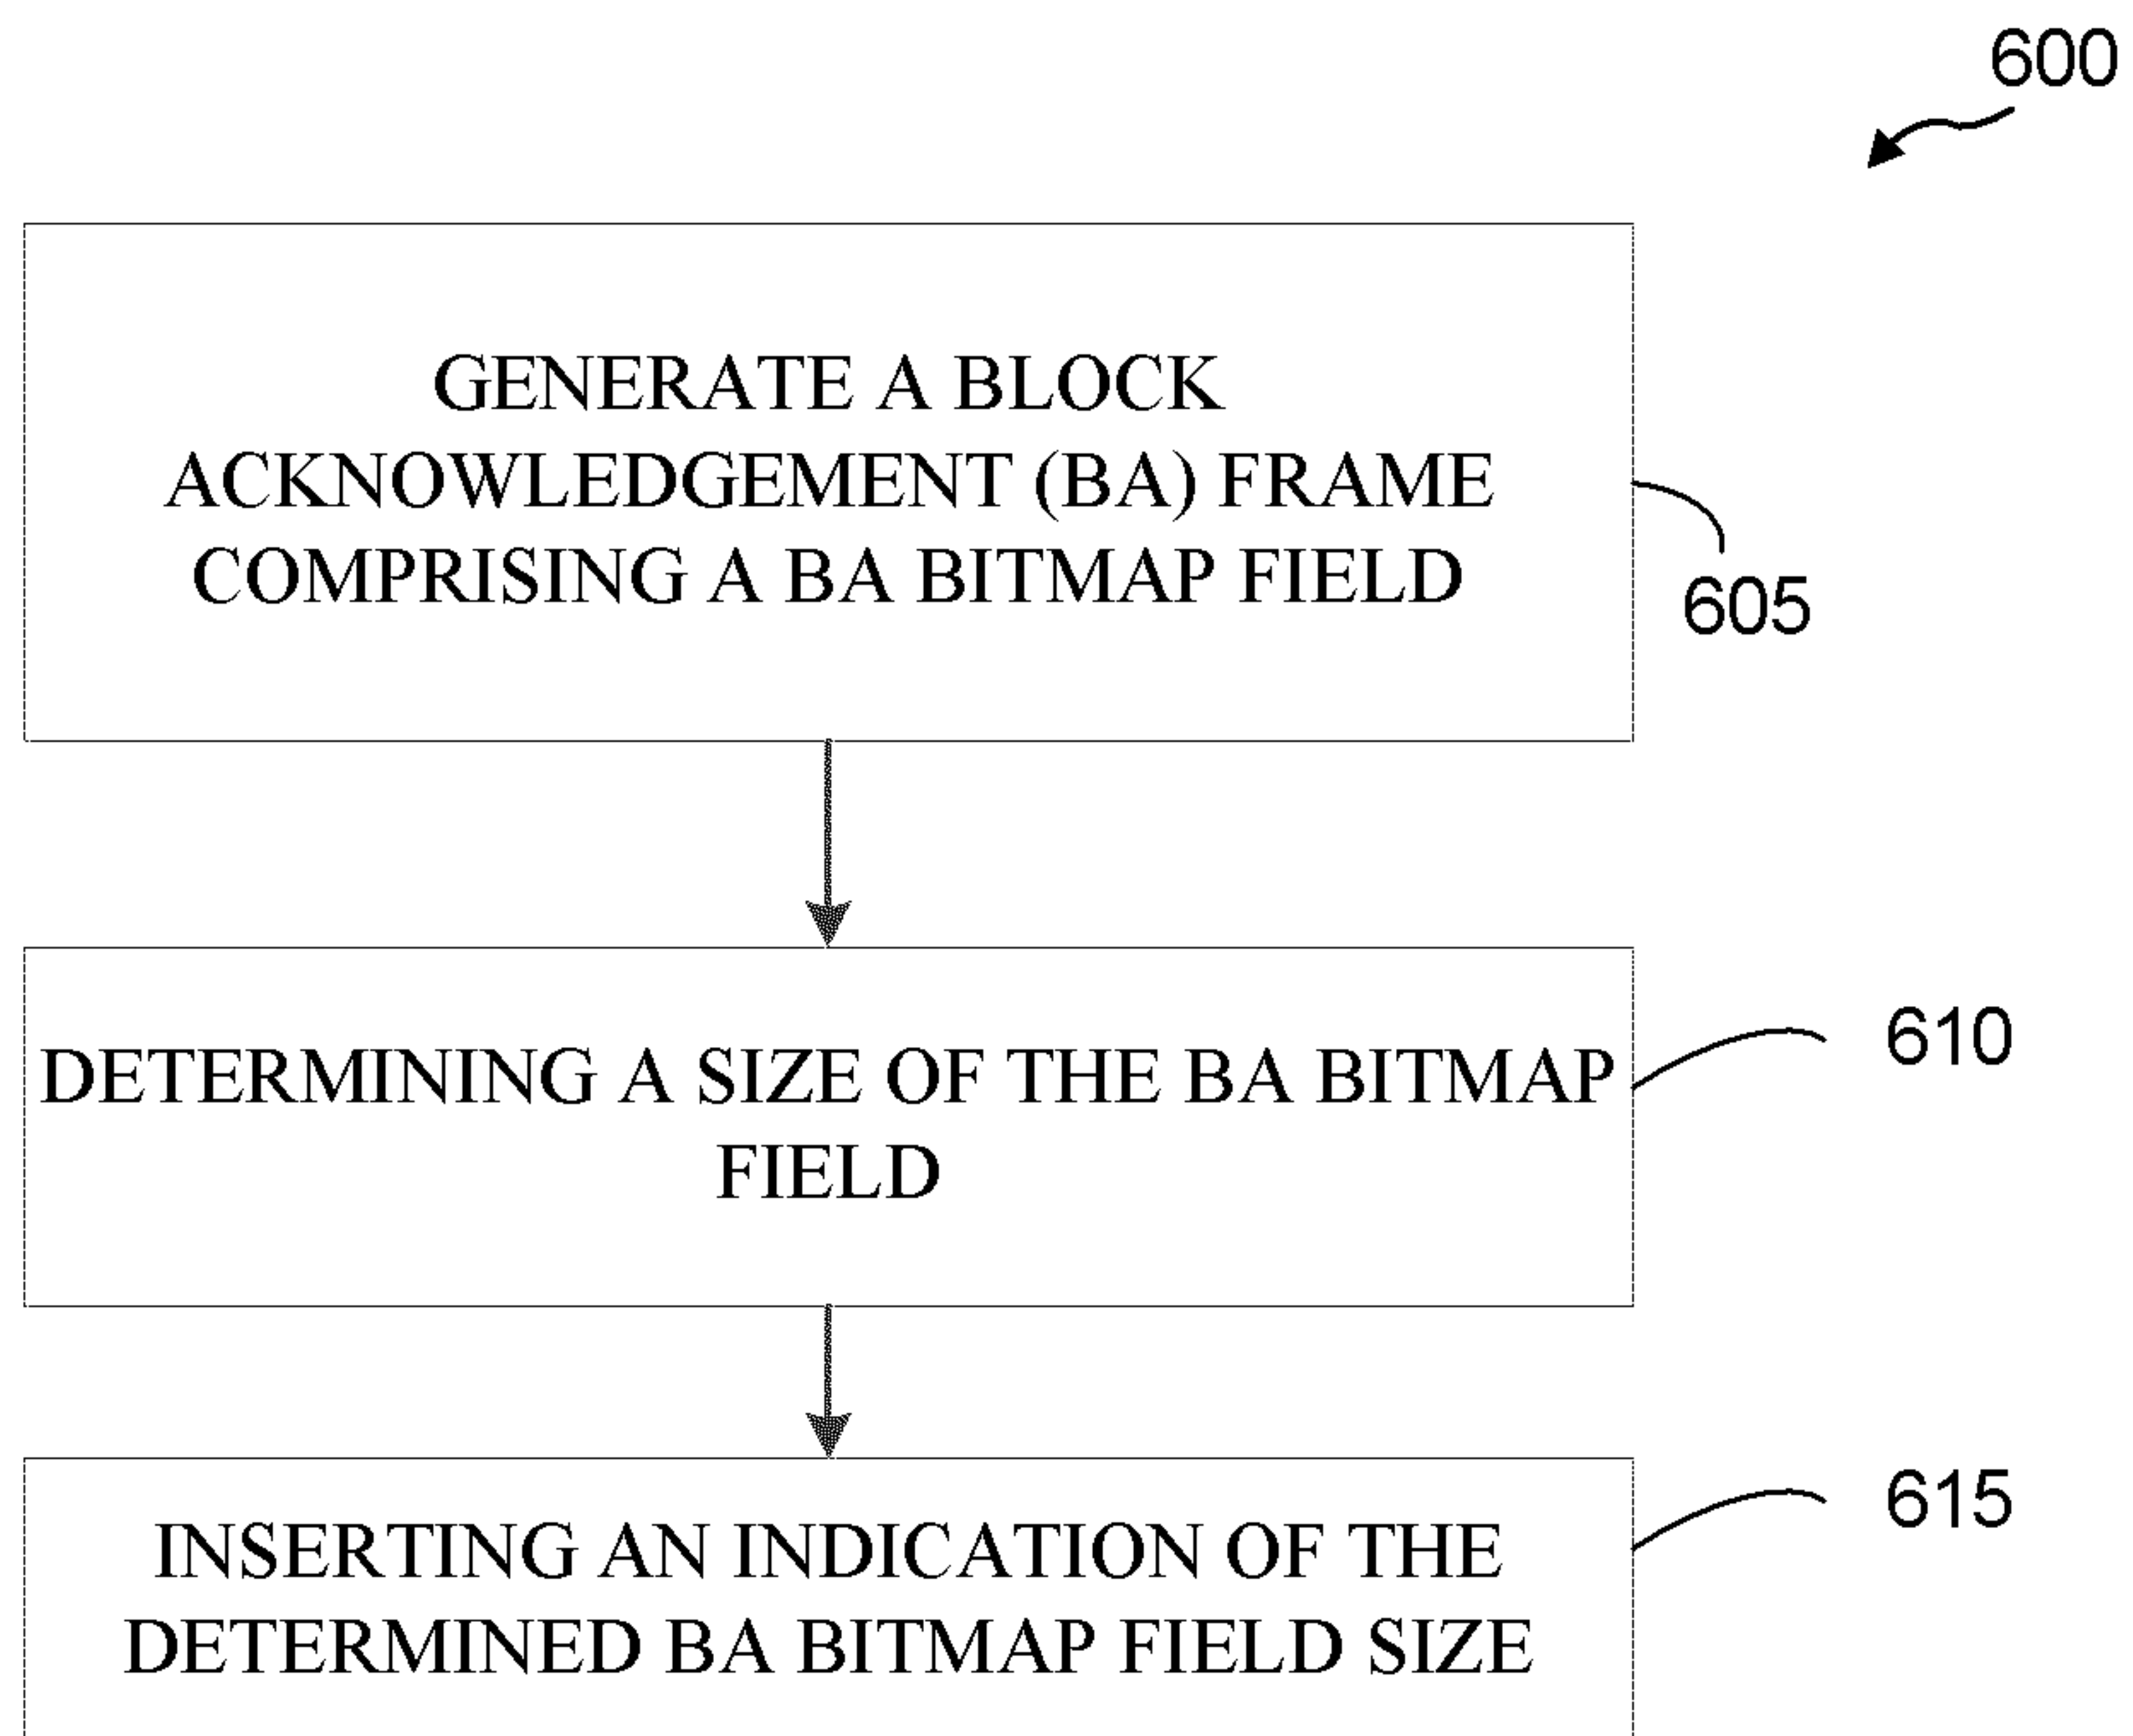 600
GENERATE A BLOCK
ACKNOWLEDGEMENT (BA) FRAME
COMPRISING A BA BITMAP FIELD
605
DETERMINING A SIZE OF THE BA BITMAP
FIELD
610
INSERTING AN INDICATION OF THE
DETERMINED BA BITMAP FIELD SIZE
615